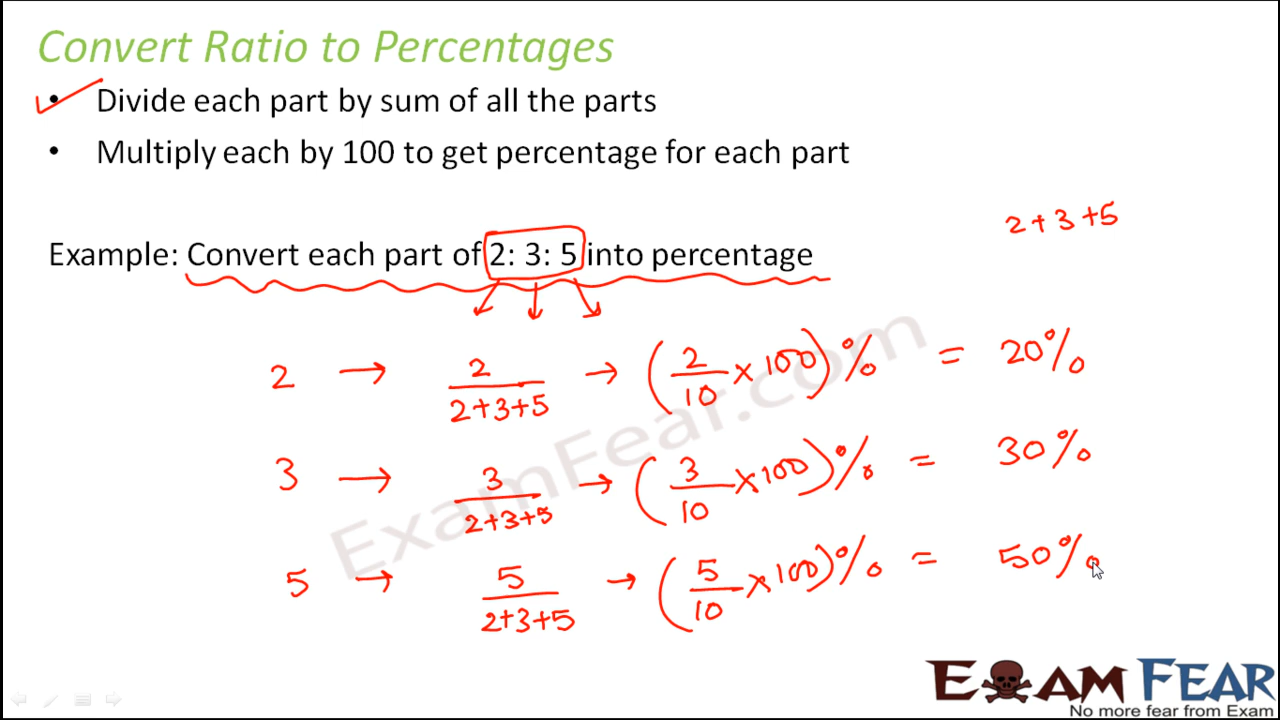 Convert Ratio to Percentages
• Divide each part by sum of all the parts
• Multiply each by 100 to get percentage for each part
2+3+5
Example: Convert each part of 2: 3: 5 into percentage
2 → 2/(2+3+5) → (2/10 × 100)% = 20%
3 → 3/(2+3+5) → (3/10 × 100)% = 30%
5 → 5/(2+3+5) → (5/10 × 100)% = 50%
ExamFear.com
EXAM FEAR
No more fear from Exam